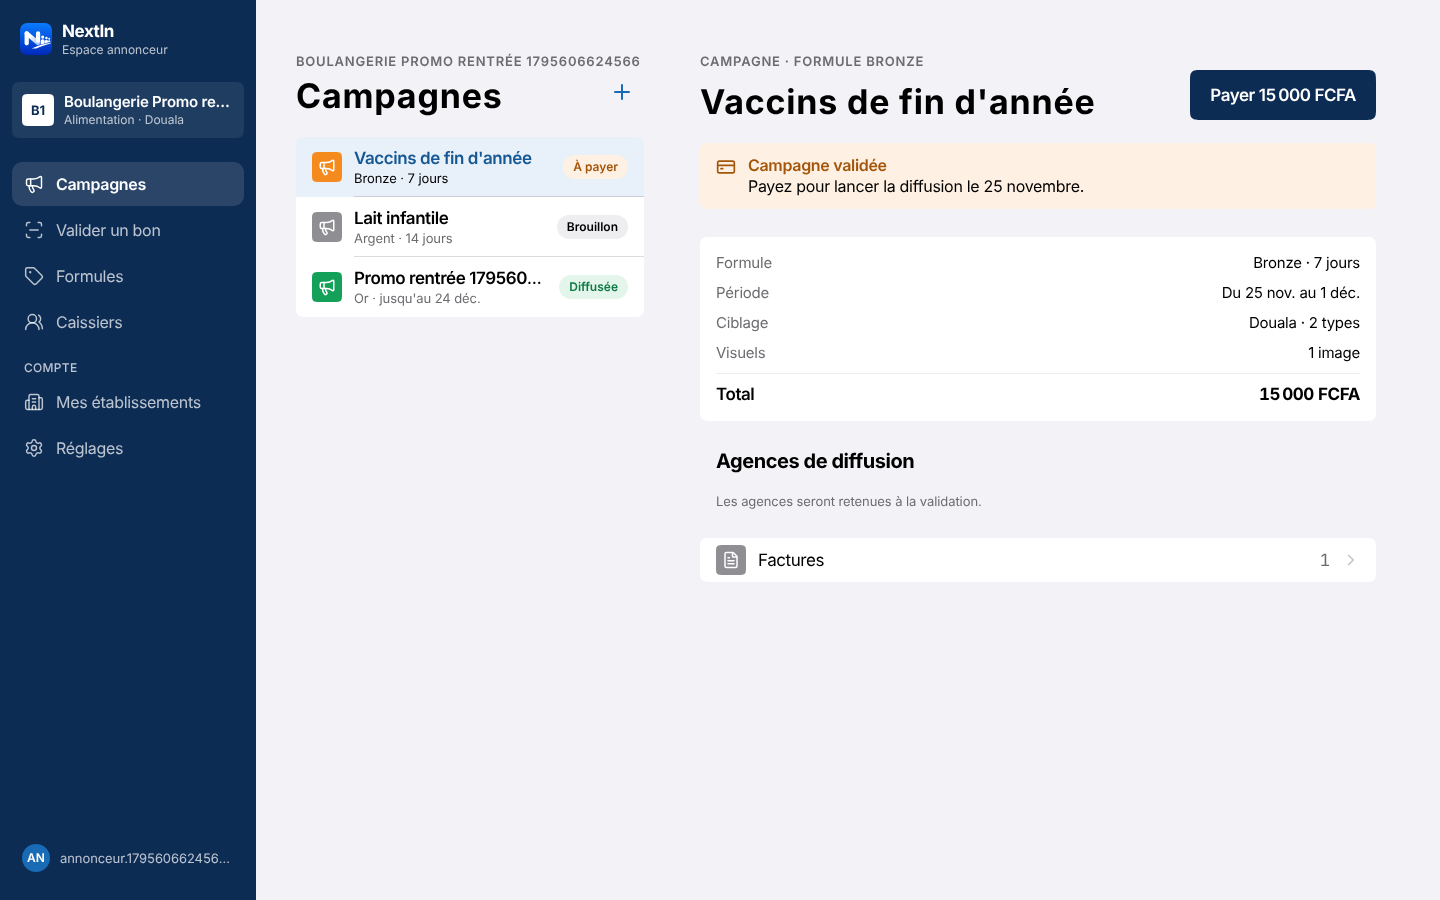 NextIn
Espace annonceur
B1
Boulangerie Promo re...
Alimentation · Douala
Campagnes
Valider un bon
Formules
Caissiers
COMPTE
Mes établissements
Réglages
AN
annonceur.179560662456...
BOULANGERIE PROMO RENTRÉE 1795606624566
Campagnes
Vaccins de fin d'année
Bronze · 7 jours
À payer
Lait infantile
Argent · 14 jours
Brouillon
Promo rentrée 179560...
Or · jusqu'au 24 déc.
Diffusée
CAMPAGNE · FORMULE BRONZE
Vaccins de fin d'année
Payer 15 000 FCFA
Campagne validée
Payez pour lancer la diffusion le 25 novembre.
Formule Bronze · 7 jours
Période Du 25 nov. au 1 déc.
Ciblage Douala · 2 types
Visuels 1 image
Total 15 000 FCFA
Agences de diffusion
Les agences seront retenues à la validation.
Factures 1